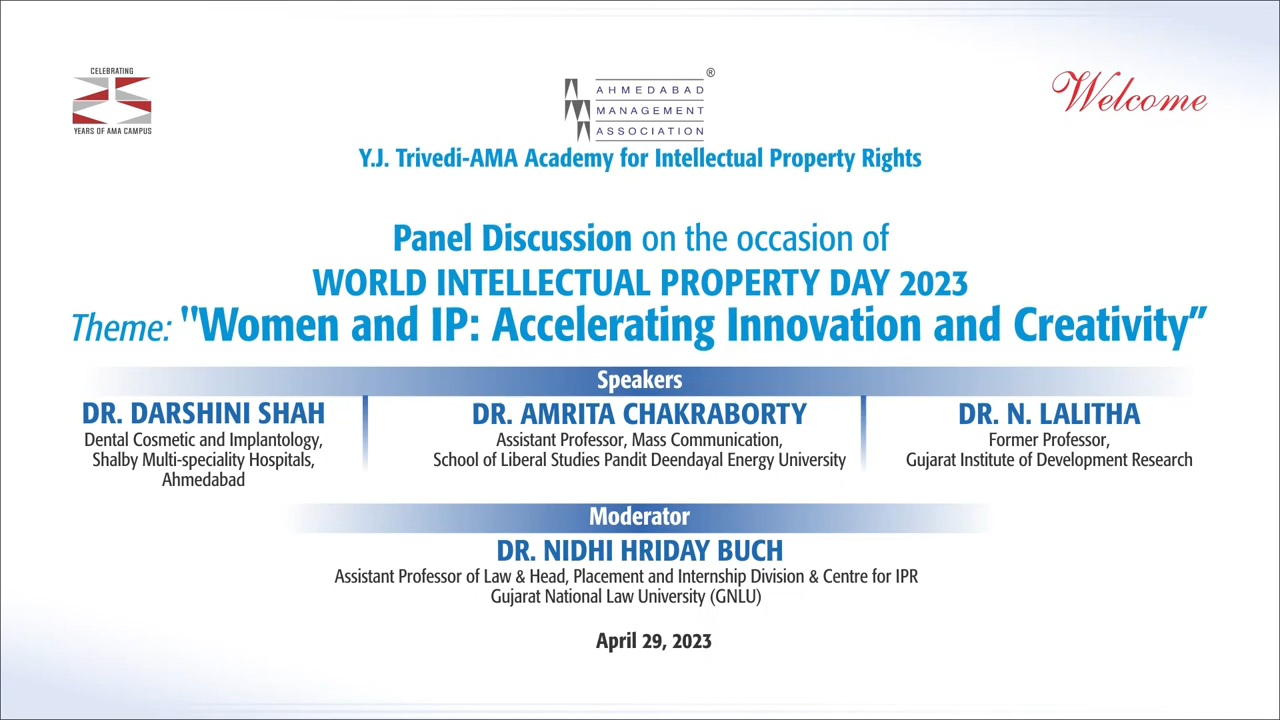 CELEBRATING
YEARS OF AMA CAMPUS
AHMEDABAD
MANAGEMENT
ASSOCIATION
®
Welcome
Y.J. Trivedi-AMA Academy for Intellectual Property Rights
Panel Discussion on the occasion of
WORLD INTELLECTUAL PROPERTY DAY 2023
Theme: "Women and IP: Accelerating Innovation and Creativity”
Speakers
DR. DARSHINI SHAH
Dental Cosmetic and Implantology,
Shalby Multi-speciality Hospitals,
Ahmedabad
DR. AMRITA CHAKRABORTY
Assistant Professor, Mass Communication,
School of Liberal Studies Pandit Deendayal Energy University
DR. N. LALITHA
Former Professor,
Gujarat Institute of Development Research
Moderator
DR. NIDHI HRIDAY BUCH
Assistant Professor of Law & Head, Placement and Internship Division & Centre for IPR
Gujarat National Law University (GNLU)
April 29, 2023